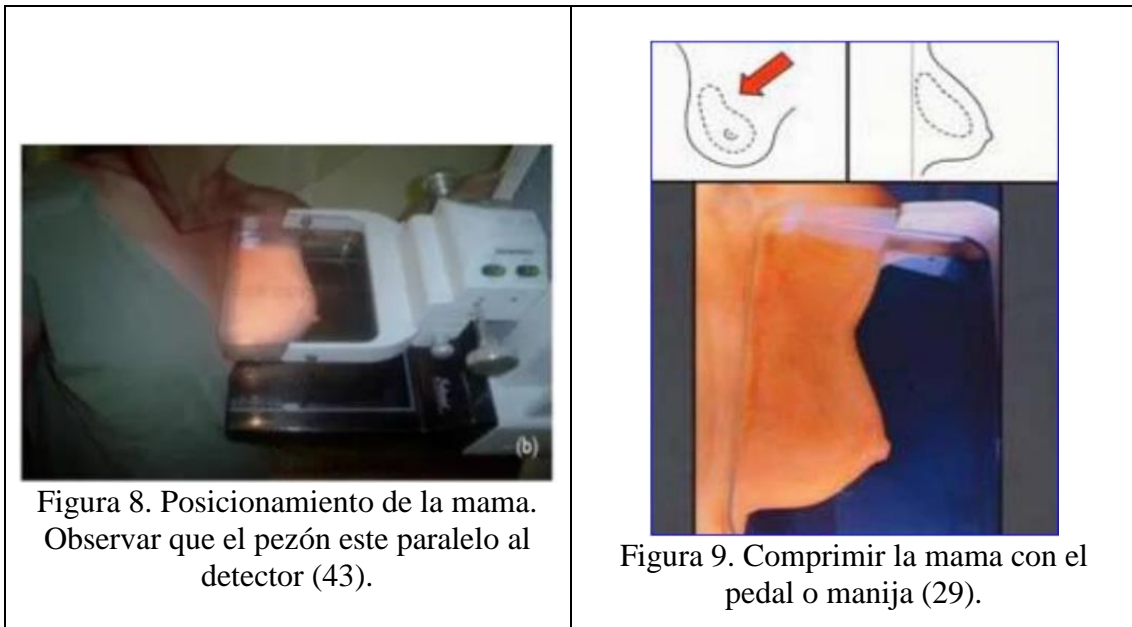 (b)
Figura 8. Posicionamiento de la mama.
Observar que el pezón este paralelo al
detector (43).
Figura 9. Comprimir la mama con el
pedal o manija (29).